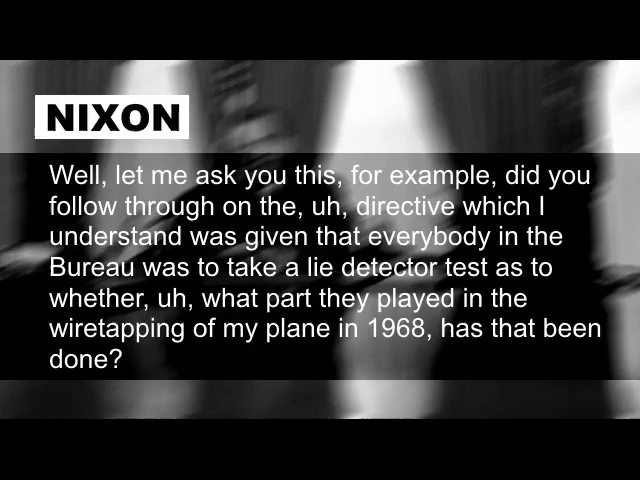 NIXON
Well, let me ask you this, for example, did you
follow through on the, uh, directive which I
understand was given that everybody in the
Bureau was to take a lie detector test as to
whether, uh, what part they played in the
wiretapping of my plane in 1968, has that been
done?